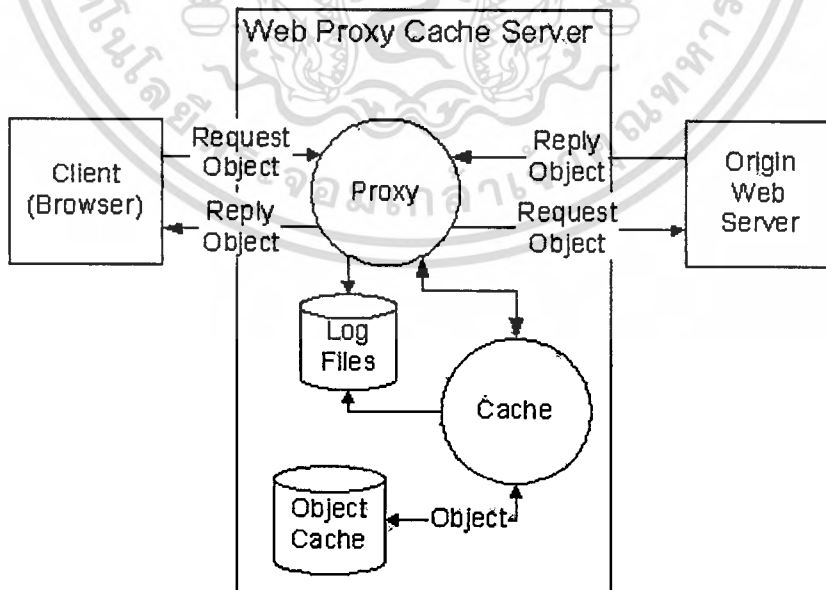 Web Proxy Cache Server
Client
(Browser)
Request
Object
Reply
Object
Proxy
Reply
Object
Request
Object
Origin
Web
Server
Log
Files
Cache
Object
Cache
Object